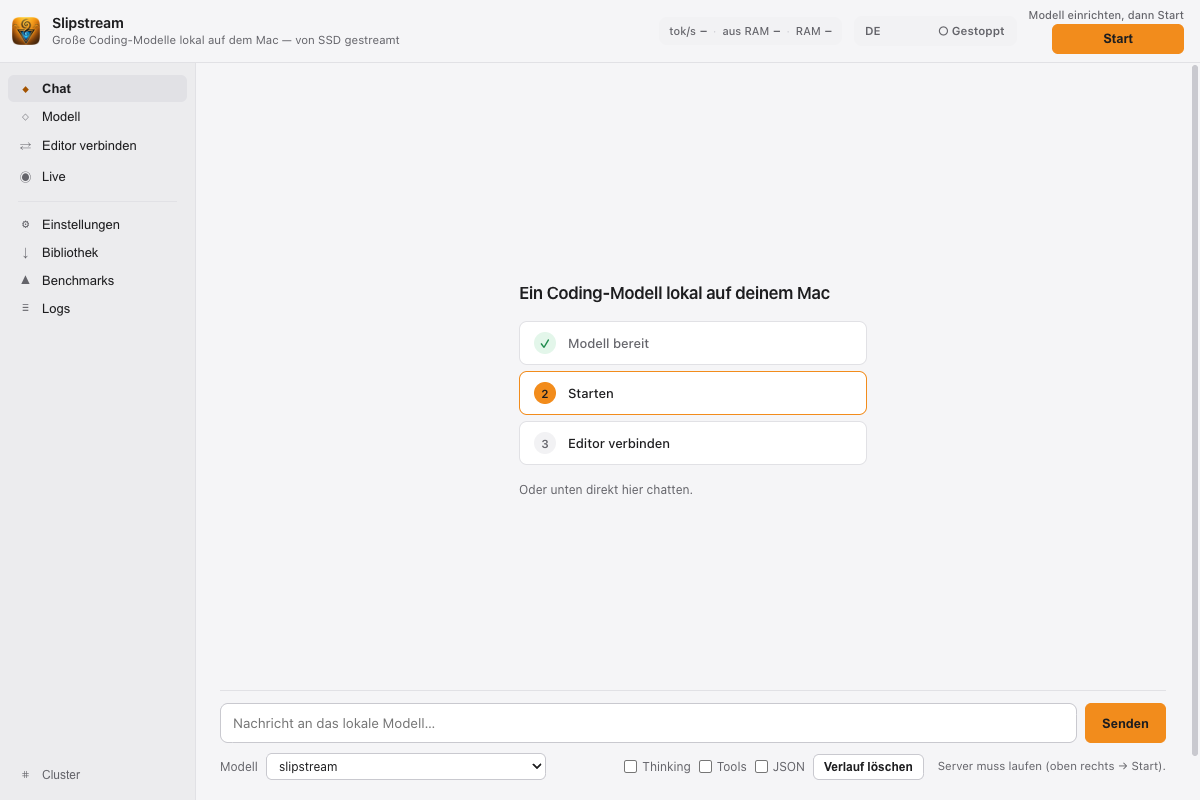 Slipstream
Große Coding-Modelle lokal auf dem Mac — von SSD gestreamt
tok/s – · aus RAM – · RAM –
DE
Gestoppt
Modell einrichten, dann Start
Start
Chat
Modell
Editor verbinden
Live
Einstellungen
Bibliothek
Benchmarks
Logs
Cluster
Ein Coding-Modell lokal auf deinem Mac
Modell bereit
2 Starten
3 Editor verbinden
Oder unten direkt hier chatten.
Nachricht an das lokale Modell…
Senden
Modell slipstream
Thinking Tools JSON Verlauf löschen Server muss laufen (oben rechts → Start).